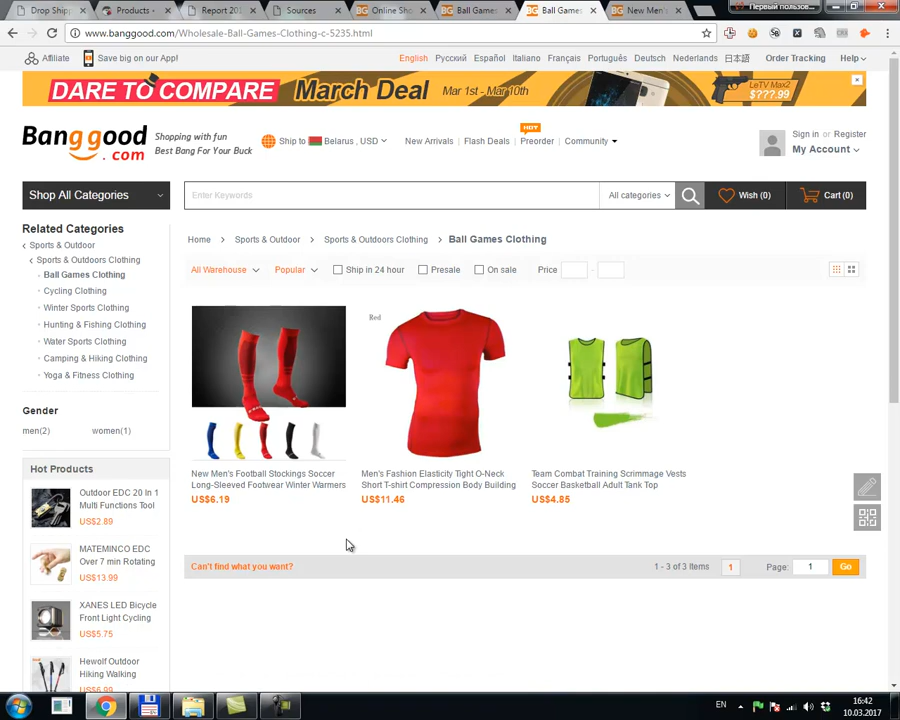 Drop Ship
Products
Report 201
Sources
BG Online Sho
BG Ball Games
BG Ball Games
BG New Men's
Первый пользов...
www.banggood.com/Wholesale-Ball-Games-Clothing-c-5235.html
Affiliate Save big on our App! English Русский Español Italiano Français Português Deutsch Nederlands 日本語 Order Tracking Help
DARE TO COMPARE March Deal Mar 1st - Mar 10th LeTV Max2
$???.99
Banggood.com
Shopping with fun
Best Bang For Your Buck
Ship to Belarus , USD New Arrivals Flash Deals HOT Preorder Community
Sign in or Register
My Account
Shop All Categories Enter Keywords All categories Wish (0) Cart (0)
Related Categories
Sports & Outdoor
Sports & Outdoors Clothing
Ball Games Clothing
Cycling Clothing
Winter Sports Clothing
Hunting & Fishing Clothing
Water Sports Clothing
Camping & Hiking Clothing
Yoga & Fitness Clothing
Gender
men(2) women(1)
Hot Products
Outdoor EDC 20 In 1
Multi Functions Tool
US$2.89
MATEMINCO EDC
Over 7 min Rotating
US$13.99
XANES LED Bicycle
Front Light Cycling
US$5.75
Hewolf Outdoor
Hiking Walking
US$6.99
Home > Sports & Outdoor > Sports & Outdoors Clothing > Ball Games Clothing
All Warehouse Popular Ship in 24 hour Presale On sale Price -
Red
New Men's Football Stockings Soccer
Long-Sleeved Footwear Winter Warmers
US$6.19
Men's Fashion Elasticity Tight O-Neck
Short T-shirt Compression Body Building
US$11.46
Team Combat Training Scrimmage Vests
Soccer Basketball Adult Tank Top
US$4.85
Can't find what you want? 1 - 3 of 3 Items 1 Page: 1 Go
EN
16:42
10.03.2017